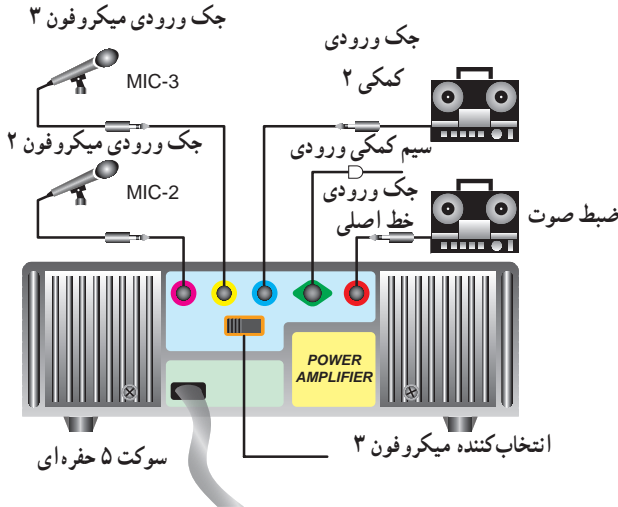 جک ورودی میکروفون ۳
MIC-3
جک ورودی
کمکی ۲
جک ورودی میکروفون ۲
MIC-2
سیم کمکی ورودی
جک ورودی
خط اصلی
ضبط صوت
POWER
AMPLIFIER
انتخاب‌کننده میکروفون ۳
سوکت ۵ حفره‌ای